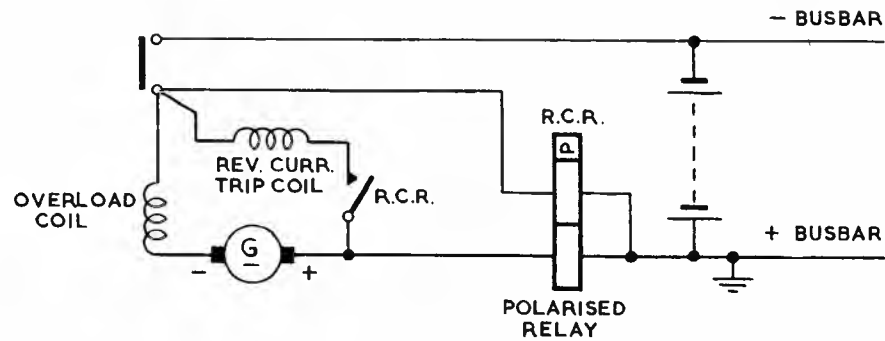 – BUSBAR
R.C.R.
P
REV. CURR.
TRIP COIL
R.C.R.
OVERLOAD
COIL
G
– +
+ BUSBAR
POLARISED
RELAY